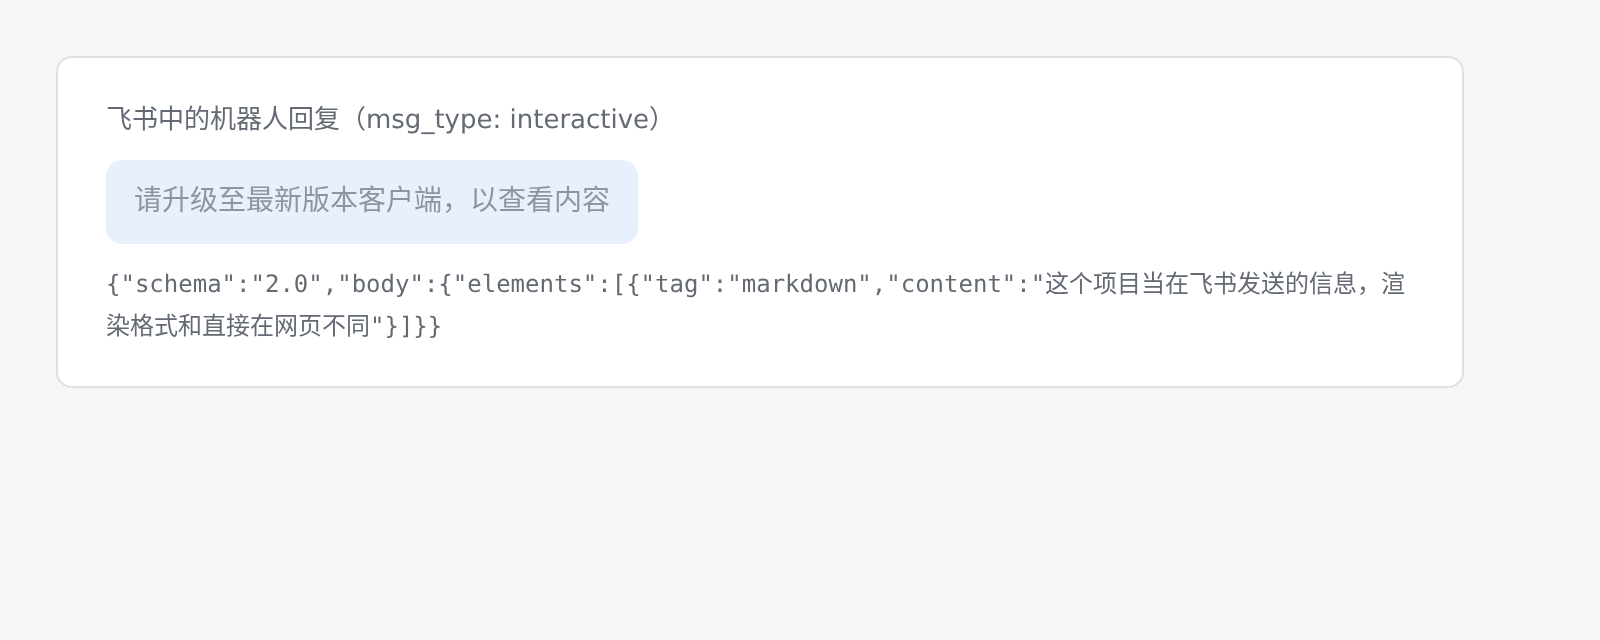 飞书中的机器人回复（msg_type: interactive）
请升级至最新版本客户端，以查看内容
{"schema":"2.0","body":{"elements":[{"tag":"markdown","content":"这个项目当在飞书发送的信息，渲
染格式和直接在网页不同"}]}}